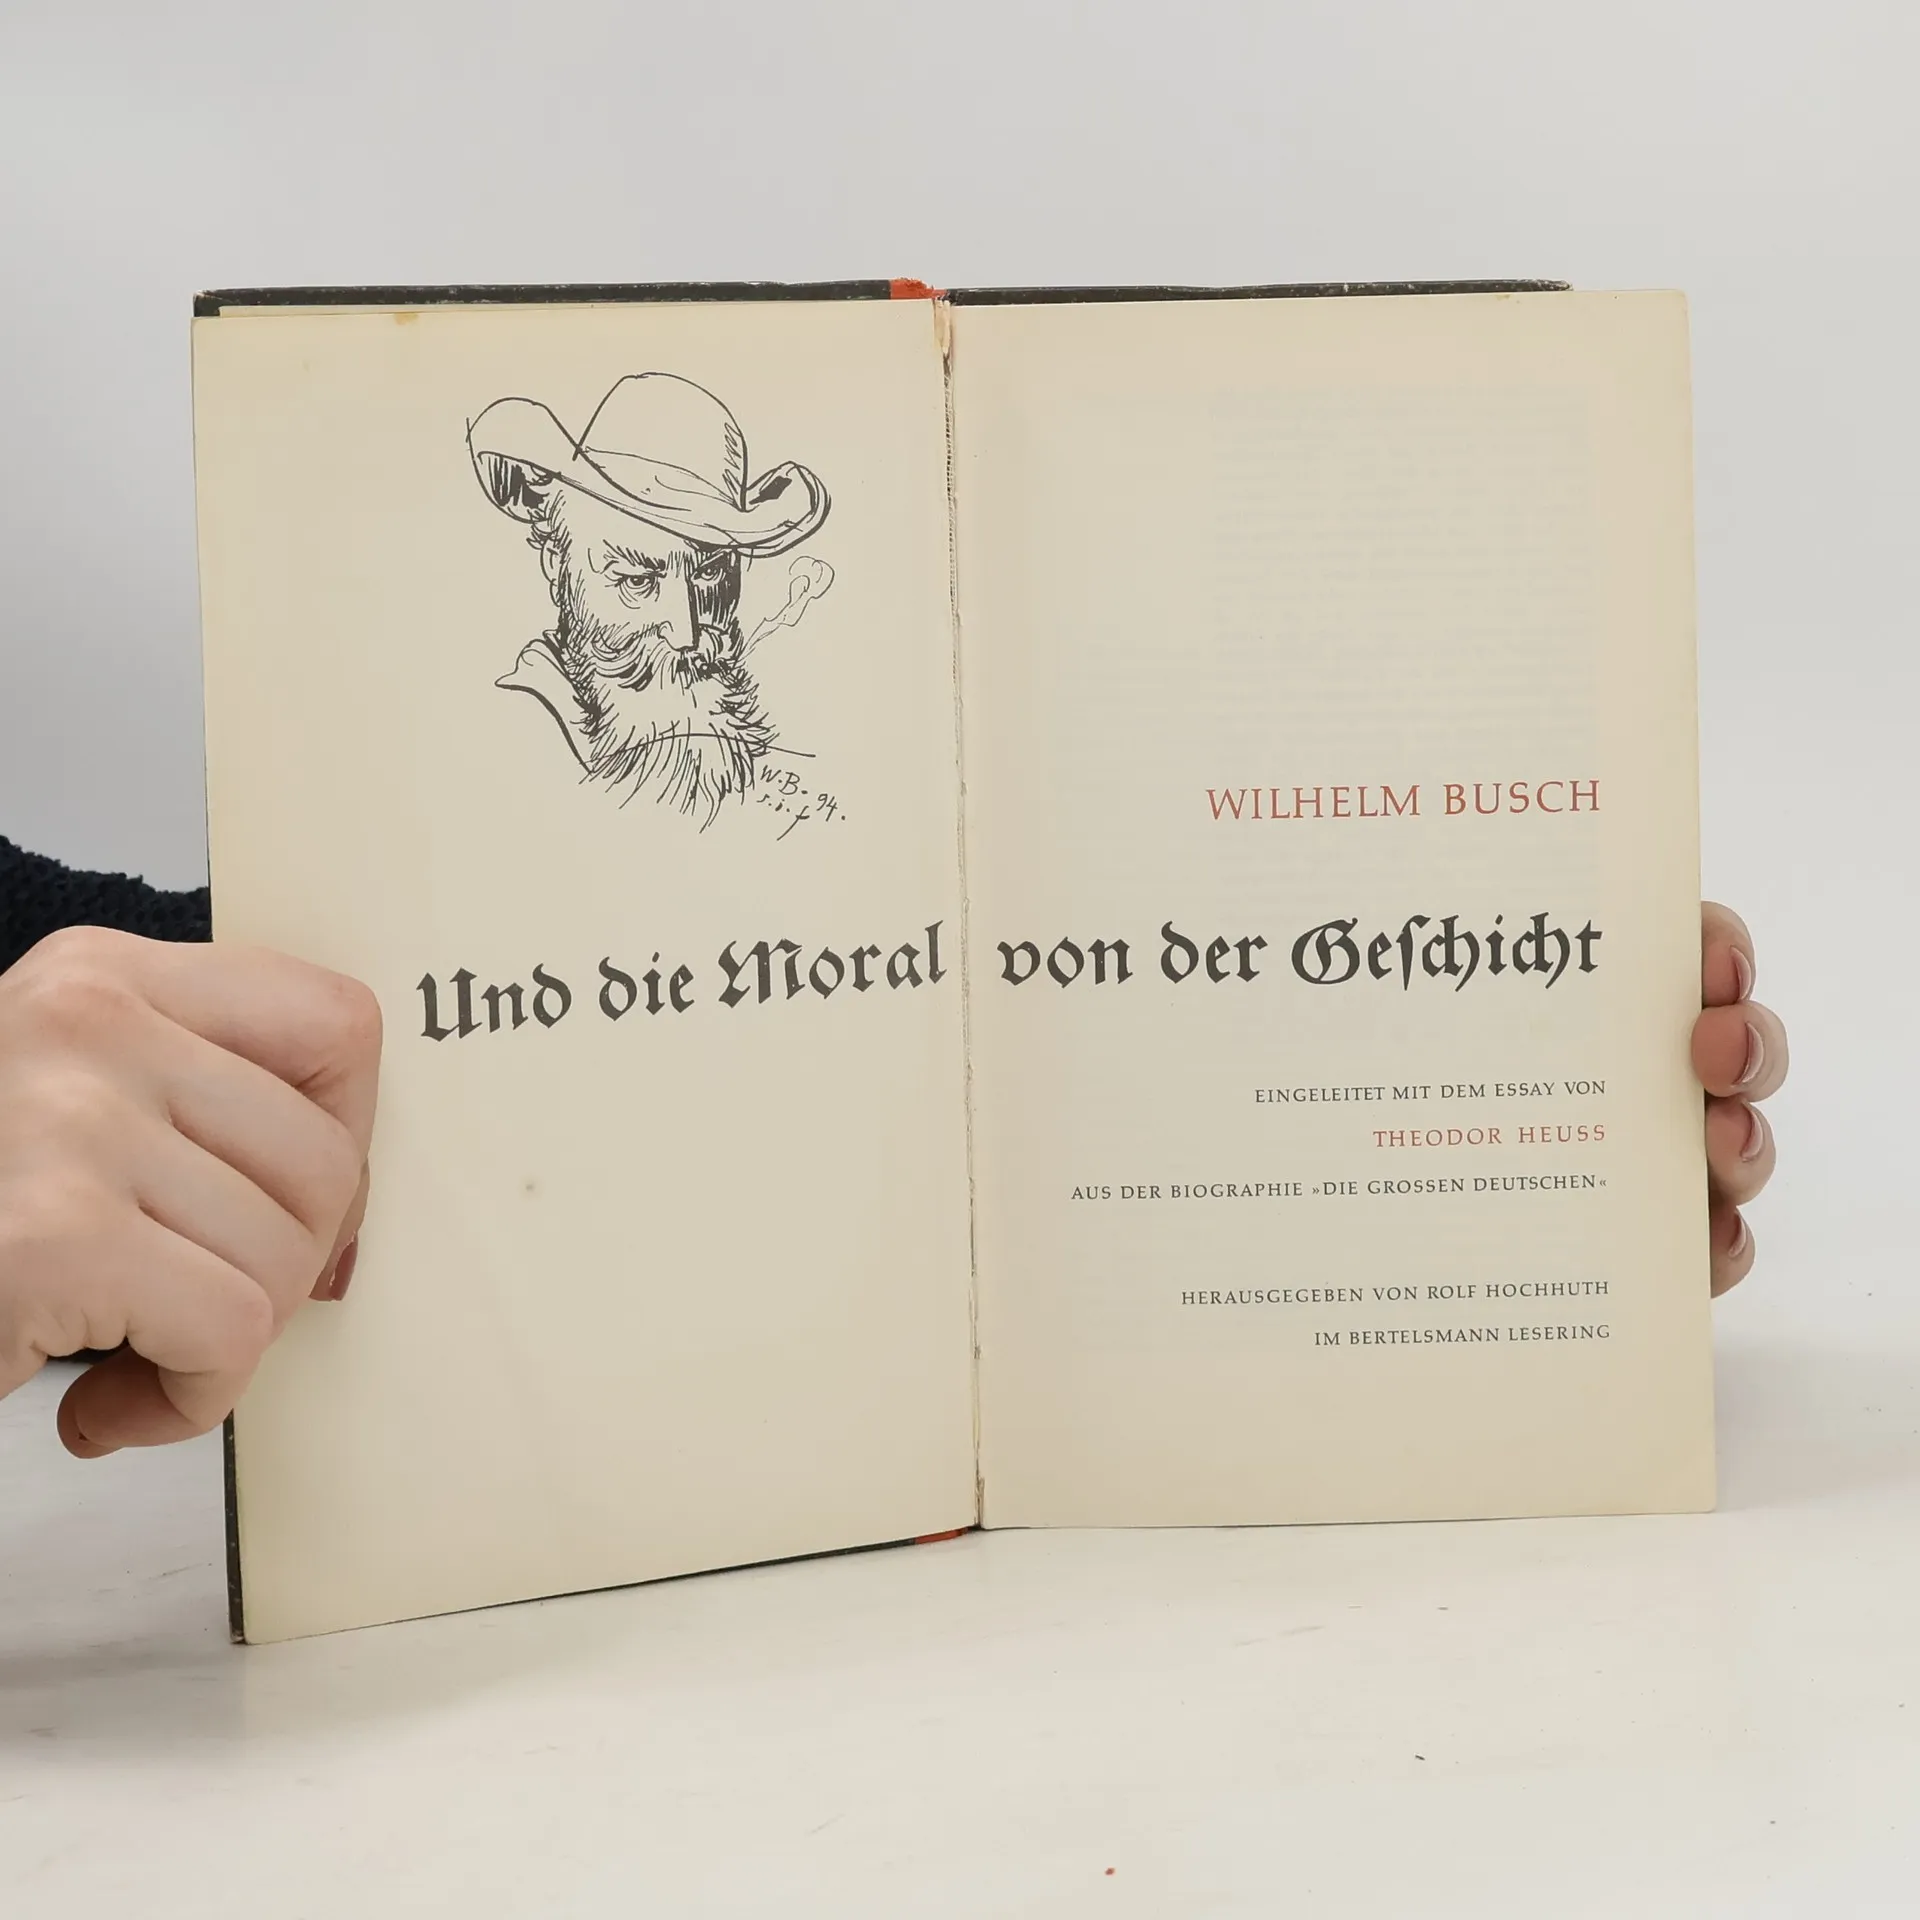 W.B.
s.i.f 94.
WILHELM BUSCH
Und die Moral von der Geſchicht
EINGELEITET MIT DEM ESSAY VON
THEODOR HEUSS
AUS DER BIOGRAPHIE »DIE GROSSEN DEUTSCHEN«
HERAUSGEGEBEN VON ROLF HOCHHUTH
IM BERTELSMANN LESERING